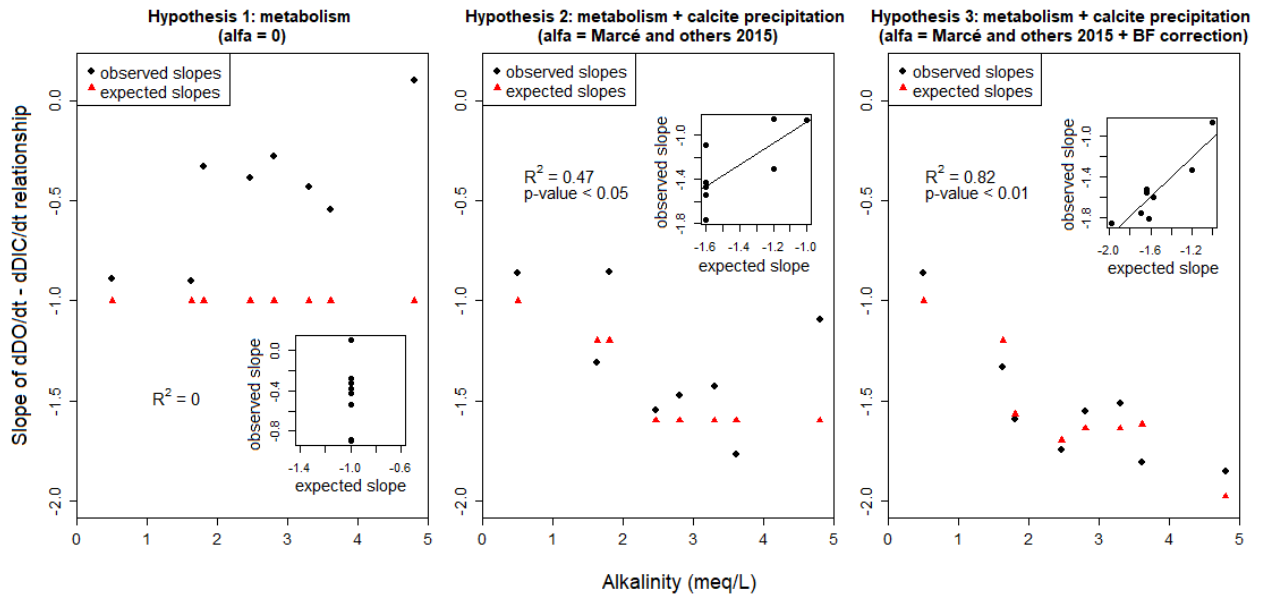 Hypothesis 1: metabolism
(alfa = 0)
Hypothesis 2: metabolism + calcite precipitation
(alfa = Marcé and others 2015)
Hypothesis 3: metabolism + calcite precipitation
(alfa = Marcé and others 2015 + BF correction)
Slope of dDO/dt - dDIC/dt relationship
0.0
-0.5
-1.0
-1.5
-2.0
observed slopes
expected slopes
R² = 0
observed slope
0.0
-0.4
-0.8
-1.4
-1.0
-0.6
expected slope
0 1 2 3 4 5
0.0
-0.5
-1.0
-1.5
-2.0
observed slopes
expected slopes
R² = 0.47
p-value < 0.05
observed slope
-1.0
-1.4
-1.8
-1.6 -1.4 -1.2 -1.0
expected slope
0 1 2 3 4 5
0.0
-0.5
-1.0
-1.5
-2.0
observed slopes
expected slopes
R² = 0.82
p-value < 0.01
observed slope
-1.0
-1.4
-1.8
-2.0
-1.6
-1.2
expected slope
0 1 2 3 4 5
Alkalinity (meq/L)